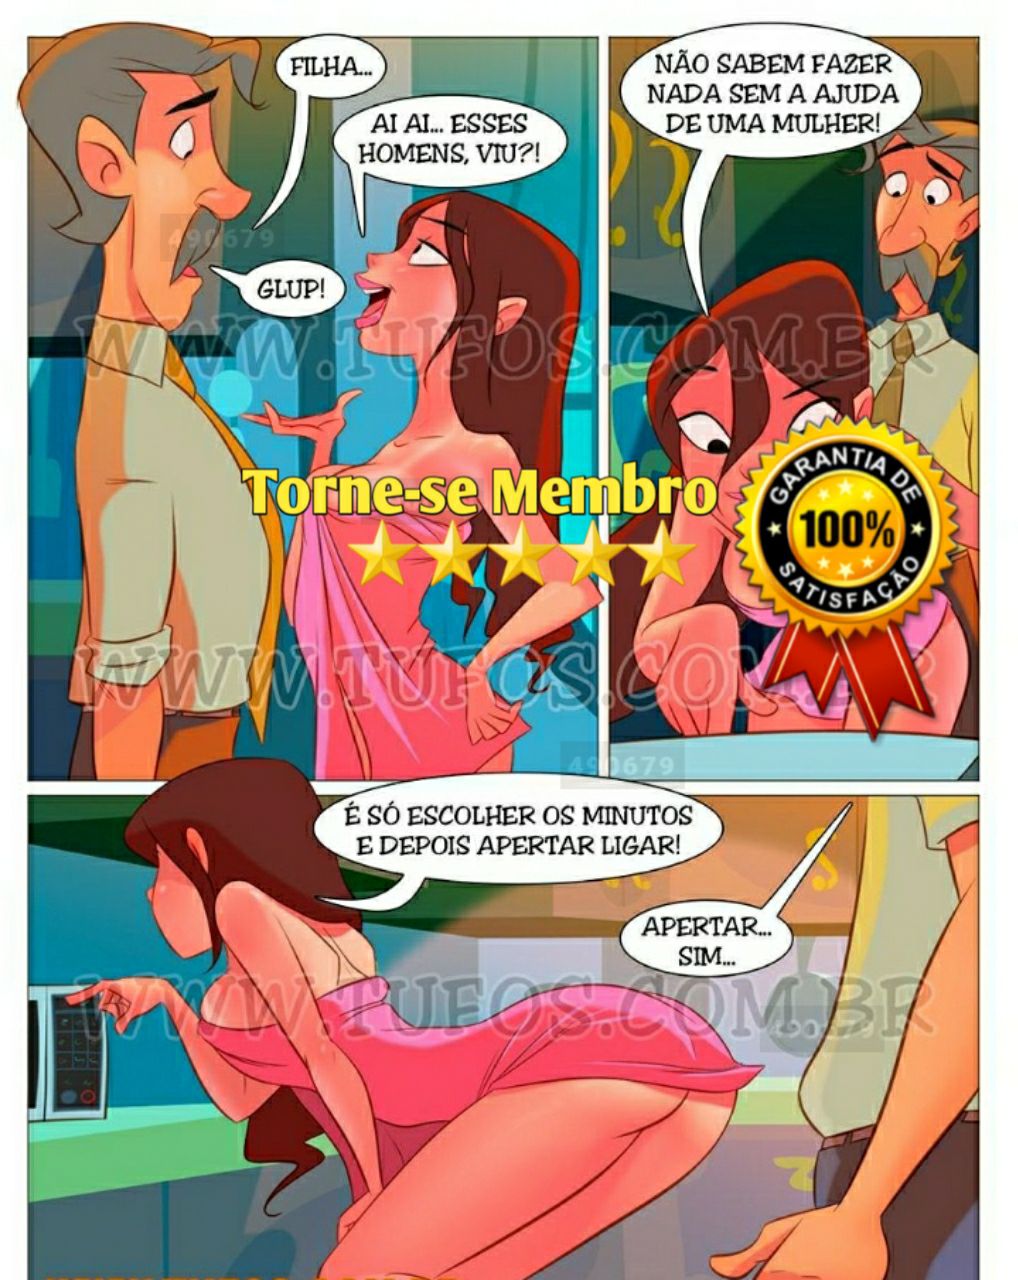 FILHA...
AI AI... ESSES
HOMENS, VIU?!
GLUP!
NÃO SABEM FAZER
NADA SEM A AJUDA
DE UMA MULHER!
490679
WWW.TUFOS.COM.BR
Torne-se Membro
GARANTIA DE
100%
SATISFAÇÃO
WWW.TUFOS.COM.BR
490679
É SÓ ESCOLHER OS MINUTOS
E DEPOIS APERTAR LIGAR!
APERTAR...
SIM...
WWW.TUFOS.COM.BR